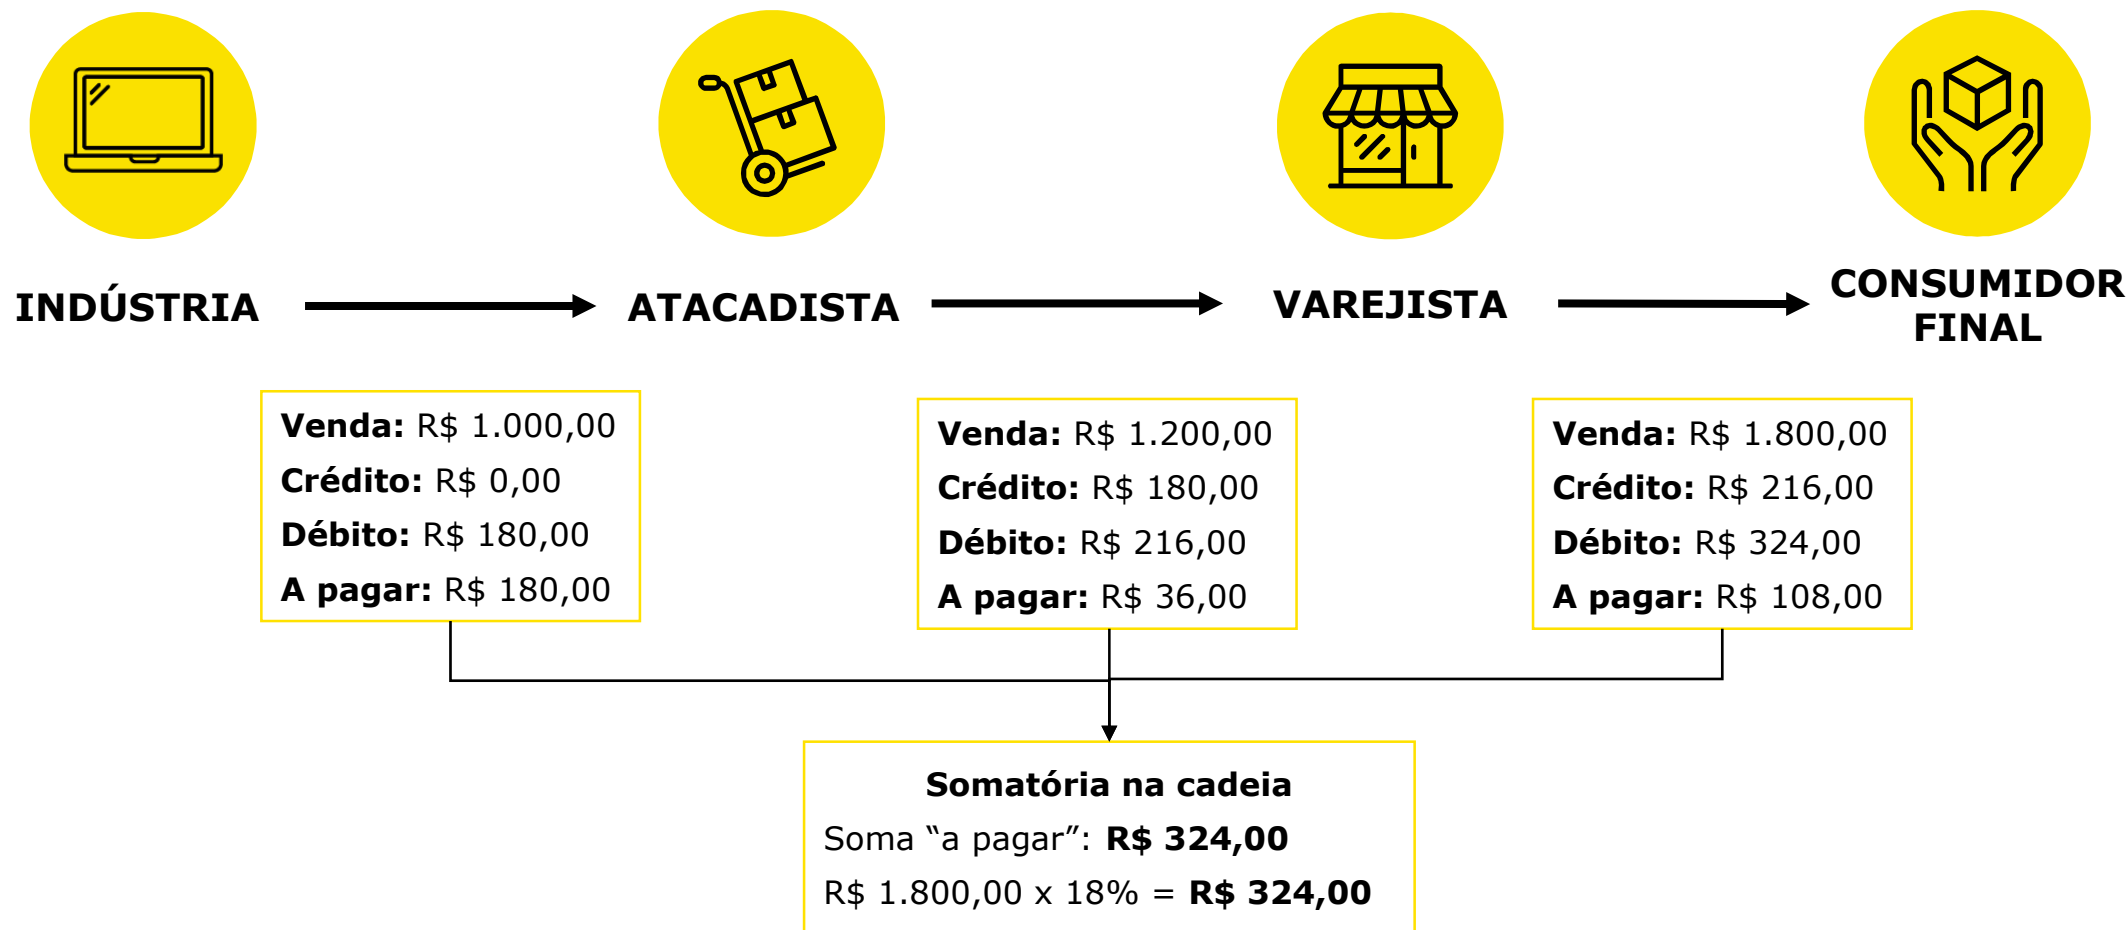 INDÚSTRIA
ATACADISTA
VAREJISTA
CONSUMIDOR
FINAL
Venda: R$ 1.000,00
Crédito: R$ 0,00
Débito: R$ 180,00
A pagar: R$ 180,00
Venda: R$ 1.200,00
Crédito: R$ 180,00
Débito: R$ 216,00
A pagar: R$ 36,00
Venda: R$ 1.800,00
Crédito: R$ 216,00
Débito: R$ 324,00
A pagar: R$ 108,00
Somatória na cadeia
Soma “a pagar”: R$ 324,00
R$ 1.800,00 x 18% = R$ 324,00